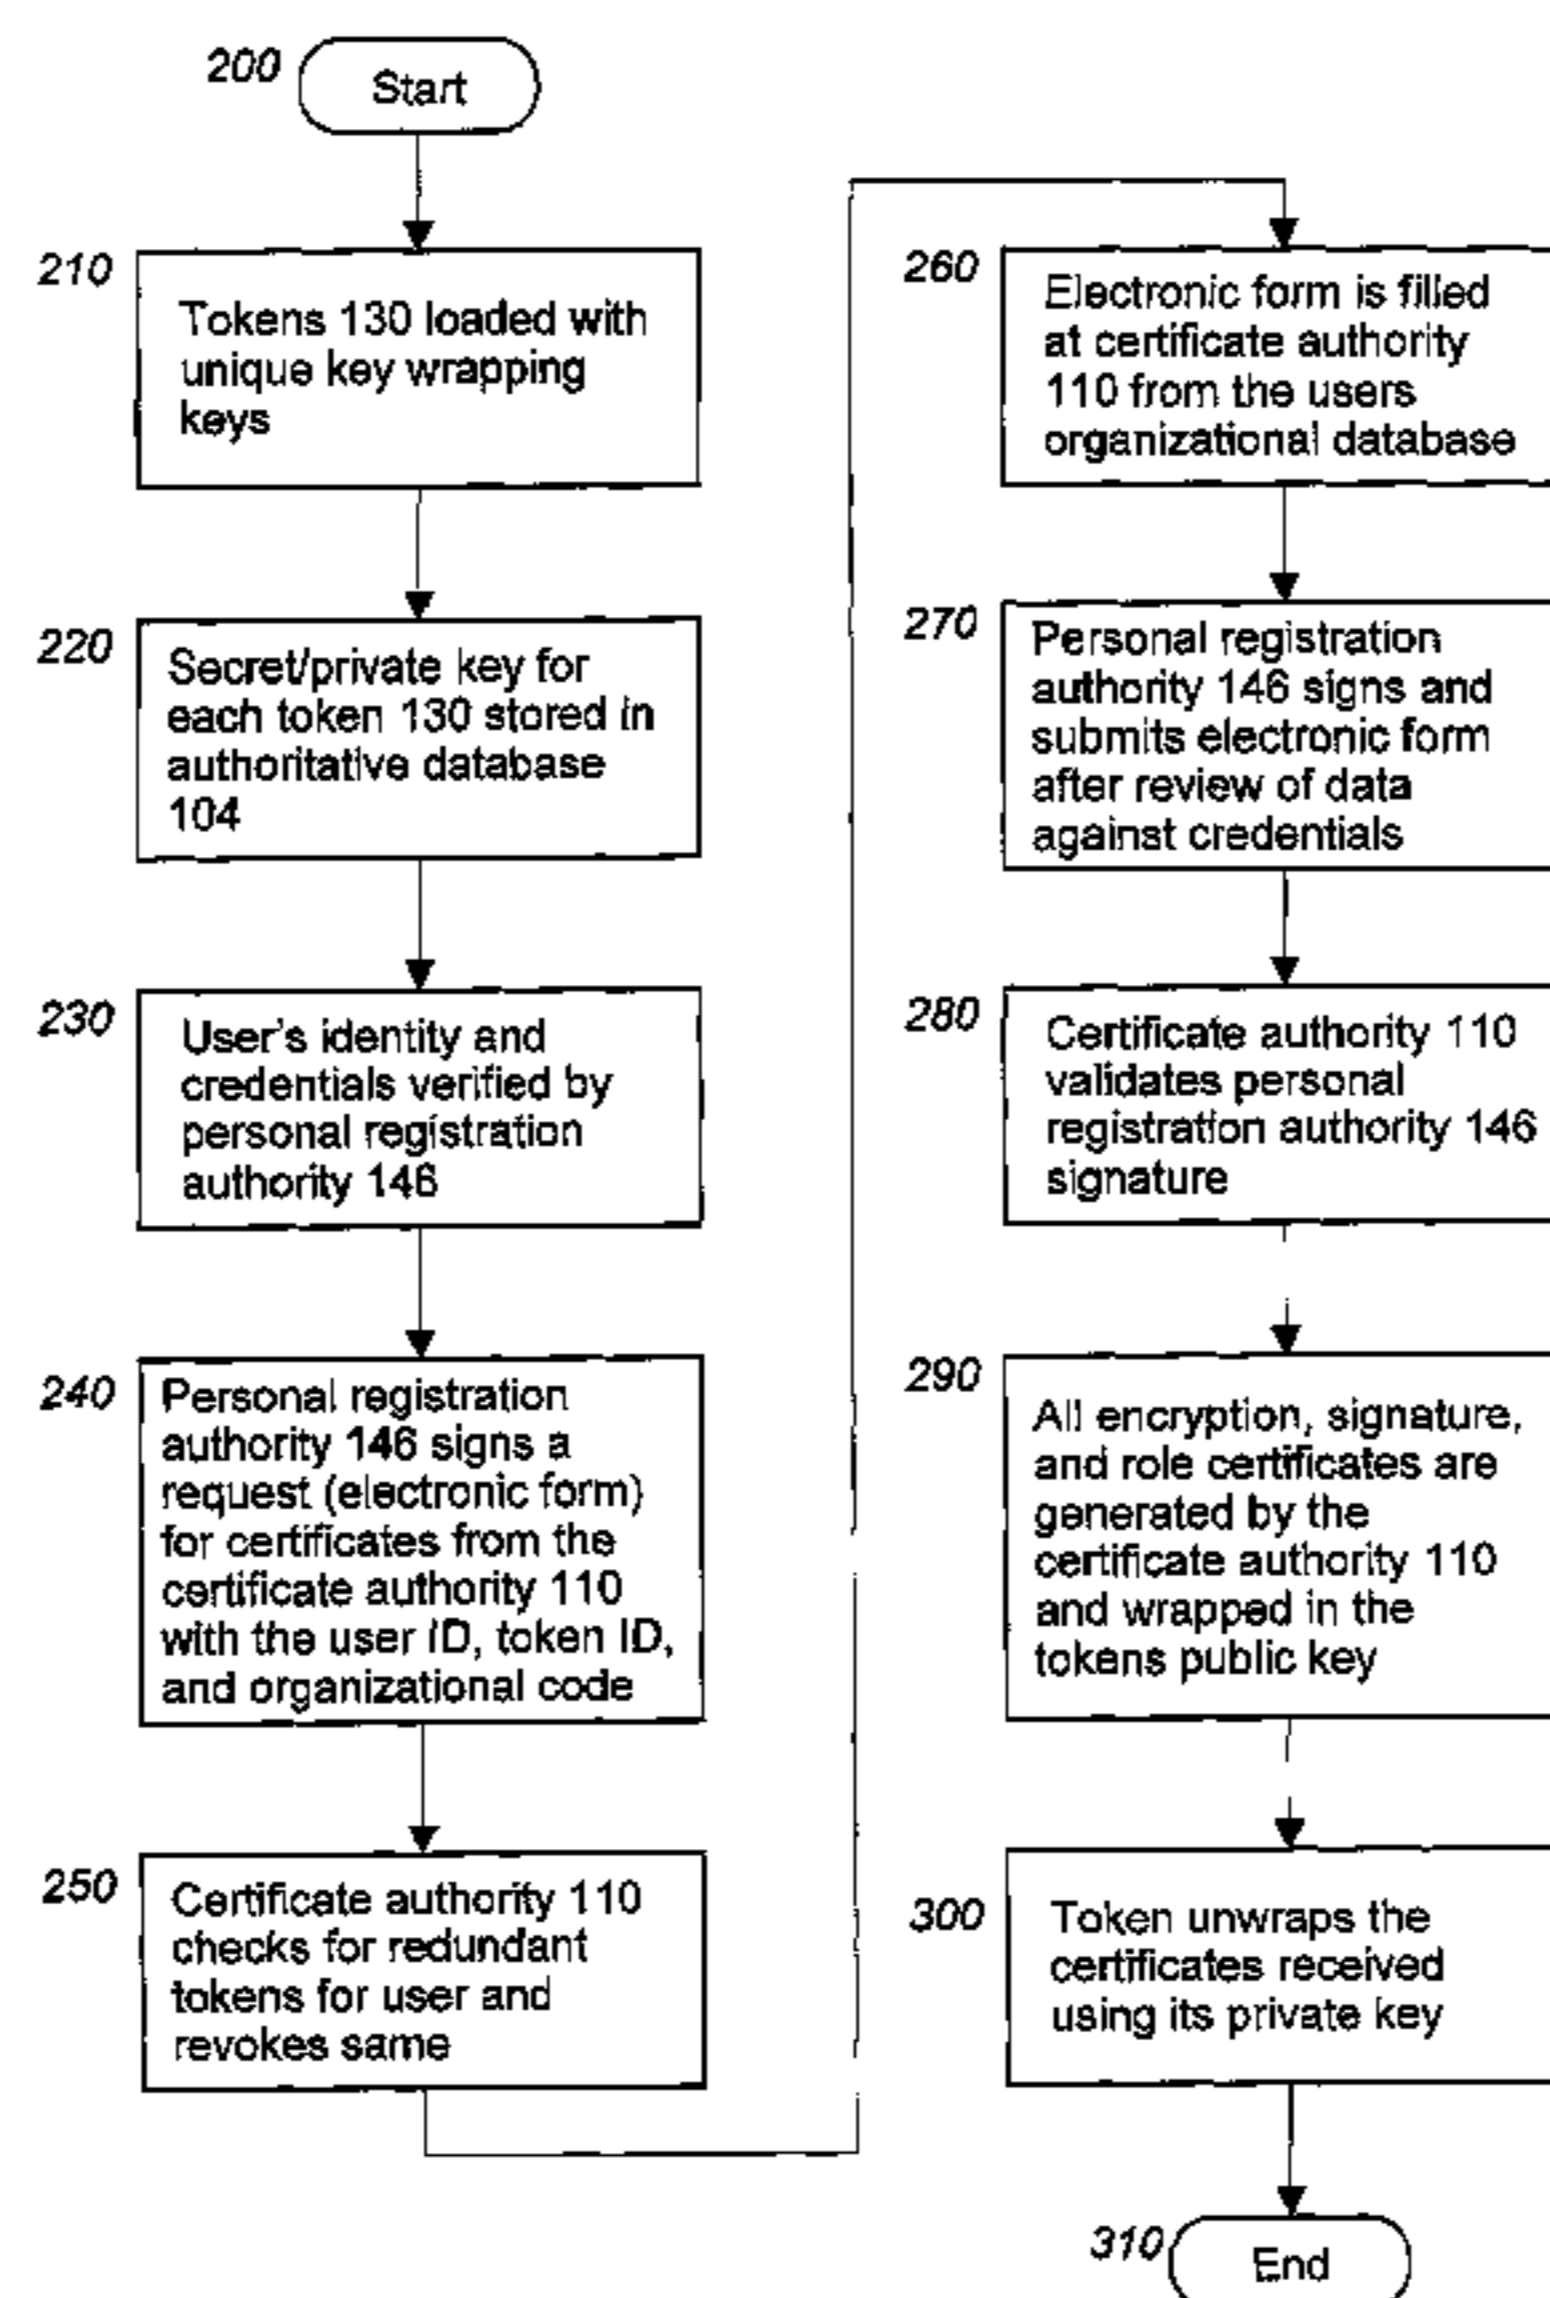 200
Start
210
Tokens 130 loaded with
unique key wrapping
keys
220
Secret/private key for
each token 130 stored in
authoritative database
104
230
User's identity and
credentials verified by
personal registration
authority 146
240
Personal registration
authority 146 signs a
request (electronic form)
for certificates from the
certificate authority 110
with the user ID, token ID,
and organizational code
250
Certificate authority 110
checks for redundant
tokens for user and
revokes same
260
Electronic form is filled
at certificate authority
110 from the users
organizational database
270
Personal registration
authority 146 signs and
submits electronic form
after review of data
against credentials
280
Certificate authority 110
validates personal
registration authority 146
signature
290
All encryption, signature,
and role certificates are
generated by the
certificate authority 110
and wrapped in the
tokens public key
300
Token unwraps the
certificates received
using its private key
310
End